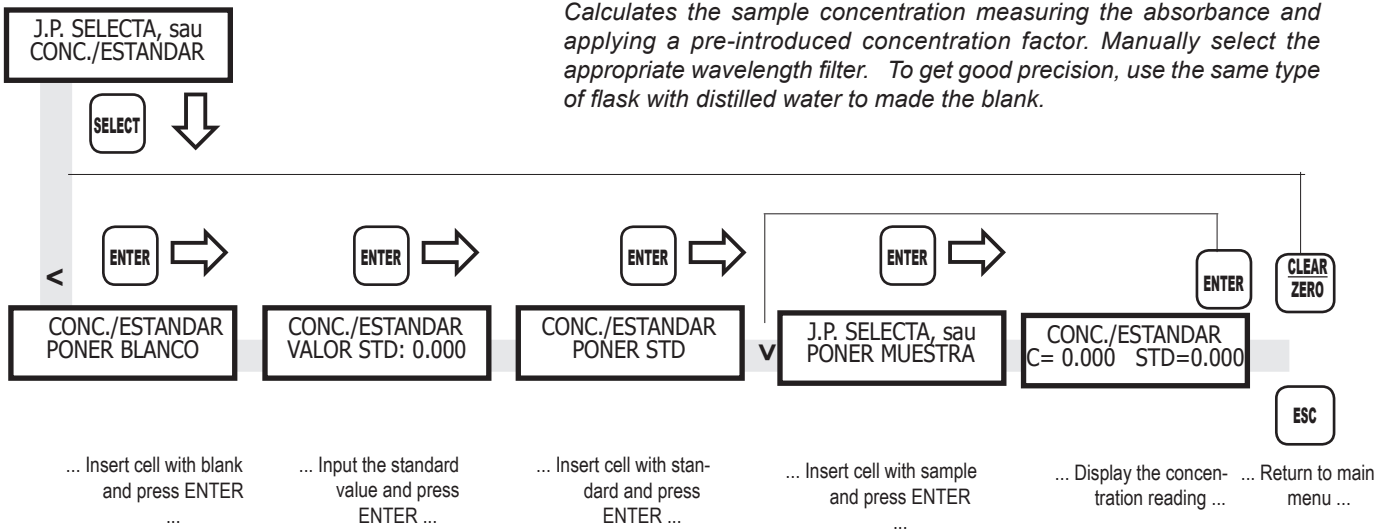 J.P. SELECTA, sau
CONC./ESTANDAR
Calculates the sample concentration measuring the absorbance and
applying a pre-introduced concentration factor. Manually select the
appropriate wavelength filter. To get good precision, use the same type
of flask with distilled water to made the blank.
SELECT
ENTER
ENTER
ENTER
ENTER
ENTER
CLEAR
ZERO
<
CONC./ESTANDAR
PONER BLANCO
CONC./ESTANDAR
VALOR STD: 0.000
CONC./ESTANDAR
PONER STD
V
J.P. SELECTA, sau
PONER MUESTRA
CONC./ESTANDAR
C= 0.000 STD=0.000
ESC
... Insert cell with blank
and press ENTER
...
... Input the standard
value and press
ENTER ...
... Insert cell with stan-
dard and press
ENTER ...
... Insert cell with sample
and press ENTER
...
... Display the concen-
tration reading ...
... Return to main
menu ...